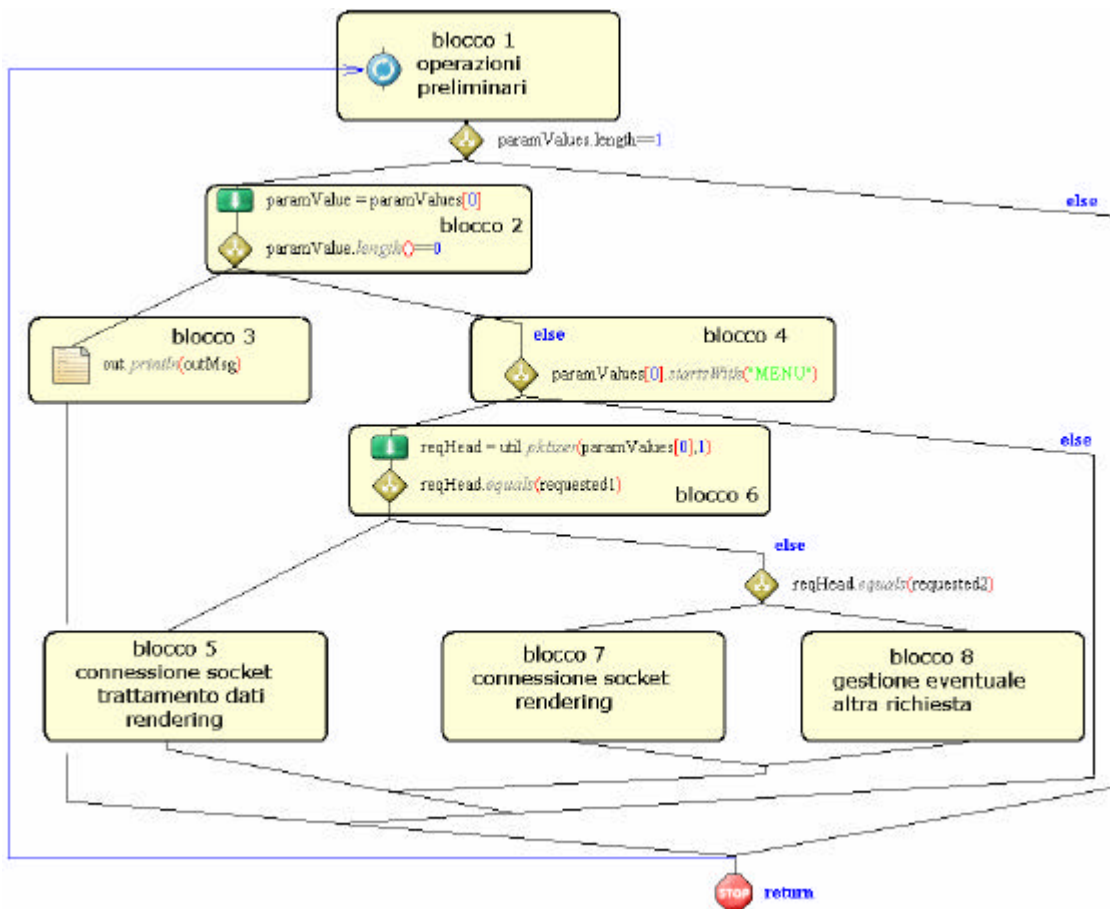 blocco 1
operazioni
preliminari
paramValues.length==1
else
paramValue = paramValues[0]
blocco 2
paramValue.length()==0
blocco 3
out.println(outMsg)
else
blocco 4
paramValues[0].startsWith("MENU")
else
reqHead = util.pktizer(paramValues[0],1)
reqHead.equals(requested1)
blocco 6
else
reqHead.equals(requested2)
blocco 5
connessione socket
trattamento dati
rendering
blocco 7
connessione socket
rendering
blocco 8
gestione eventuale
altra richiesta
STOP
return